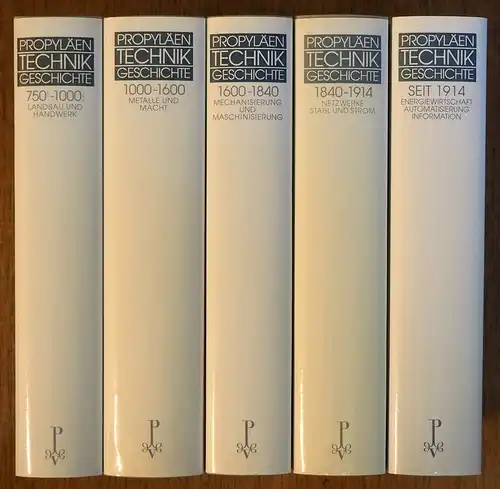 PROPYLÄEN
TECHNIK
GESCHICHTE
750-1000
LANDBAU UND
HANDWERK
PROPYLÄEN
TECHNIK
GESCHICHTE
1000-1600
METALLE UND
MACHT
PROPYLÄEN
TECHNIK
GESCHICHTE
1600-1840
MECHANISIERUNG
UND
MASCHINISIERUNG
PROPYLÄEN
TECHNIK
GESCHICHTE
1840-1914
NETZWERKE
STAHL UND STROM
PROPYLÄEN
TECHNIK
GESCHICHTE
SEIT 1914
ENERGIEWIRTSCHAFT
AUTOMATISIERUNG
INFORMATION
P
V
P
V
P
V
P
V
P
V